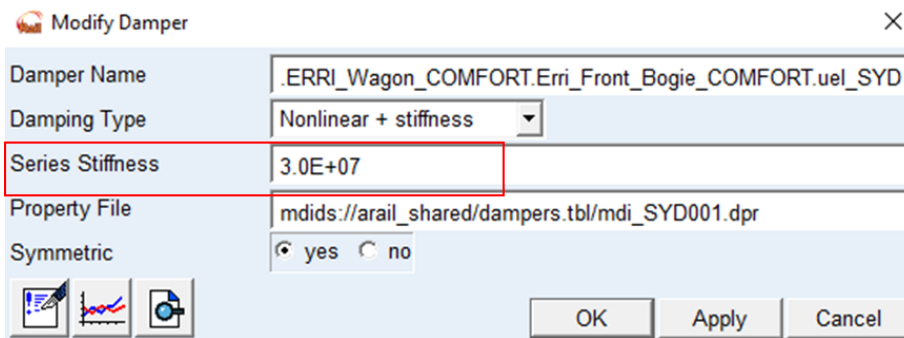 Modify Damper
Damper Name .ERRI_Wagon_COMFORT.Erri_Front_Bogie_COMFORT.uel_SYD
Damping Type Nonlinear + stiffness
Series Stiffness 3.0E+07
Property File mdids://arail_shared/dampers.tbl/mdi_SYD001.dpr
Symmetric yes no
OK Apply Cancel